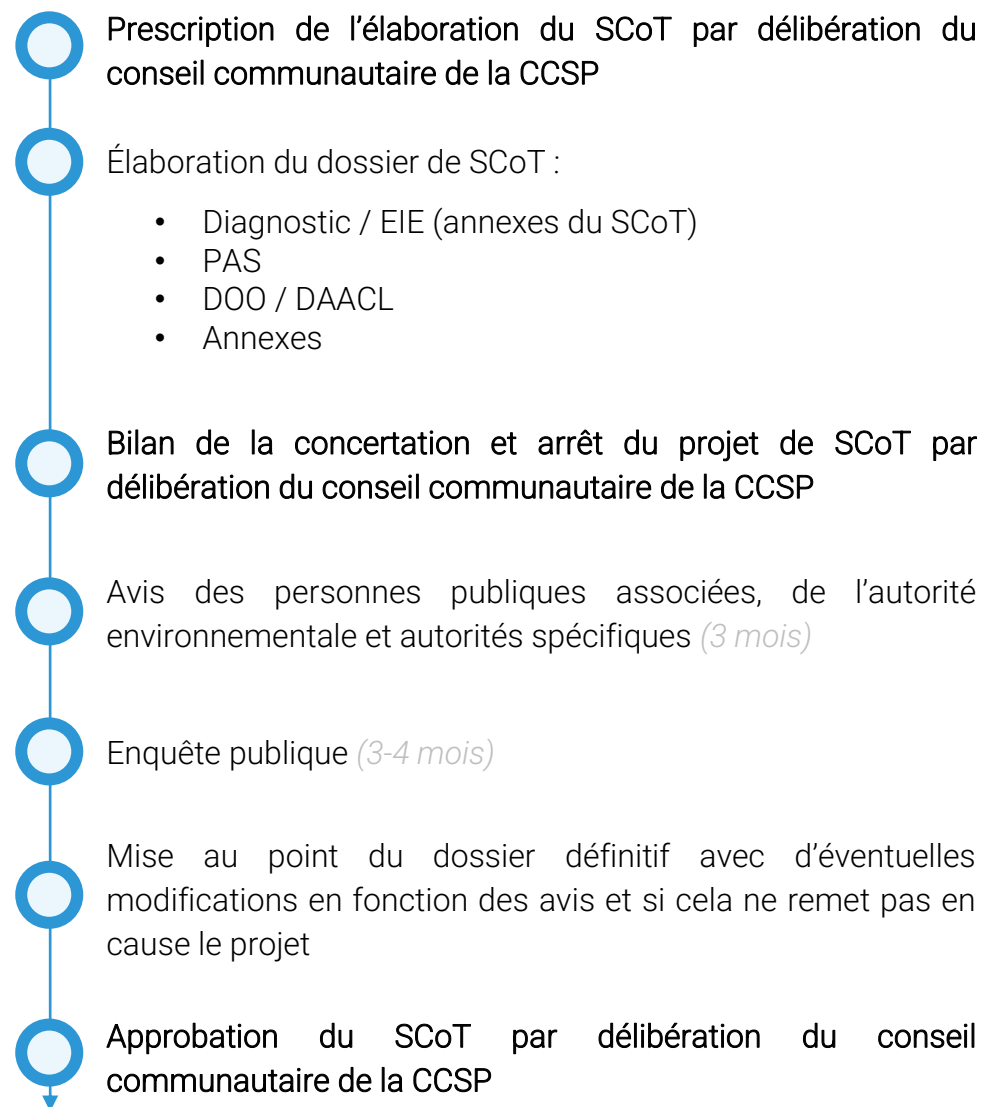 Prescription de l’élaboration du SCoT par délibération du
conseil communautaire de la CCSP
Élaboration du dossier de SCoT :
• Diagnostic / EIE (annexes du SCoT)
• PAS
• DOO / DAACL
• Annexes
Bilan de la concertation et arrêt du projet de SCoT par
délibération du conseil communautaire de la CCSP
Avis des personnes publiques associées, de l’autorité
environnementale et autorités spécifiques (3 mois)
Enquête publique (3-4 mois)
Mise au point du dossier définitif avec d’éventuelles
modifications en fonction des avis et si cela ne remet pas en
cause le projet
Approbation du SCoT par délibération du conseil
communautaire de la CCSP